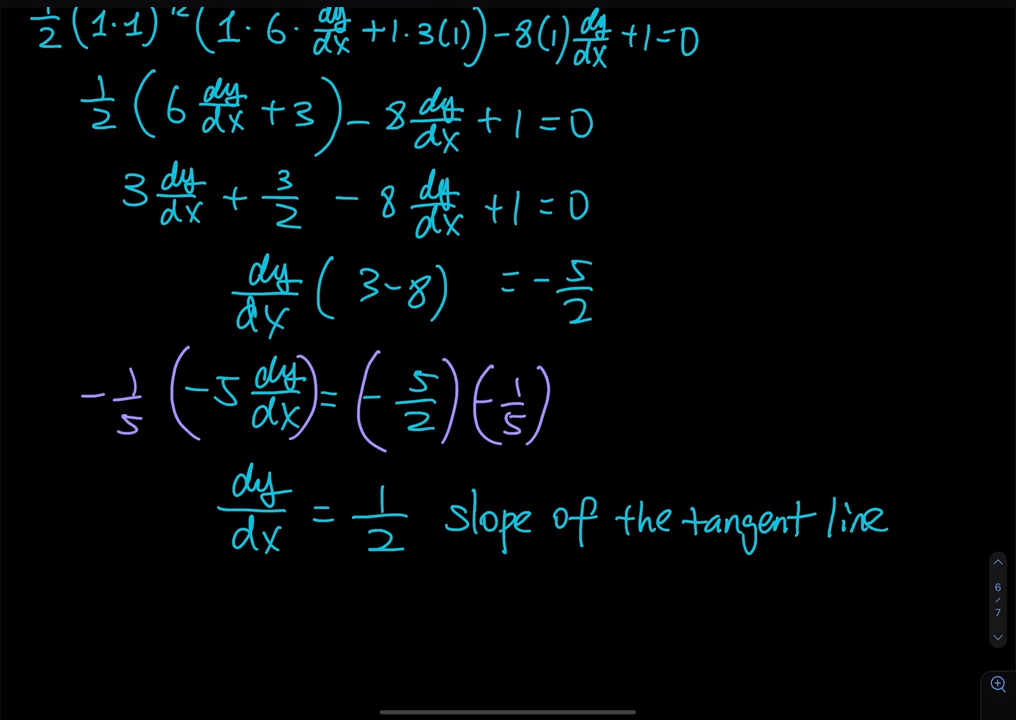 1/2 (1·1) (1·6·dy/dx + 1·3(1)) - 8(1) dy/dx + 1 = 0
1/2 (6 dy/dx + 3) - 8 dy/dx + 1 = 0
3 dy/dx + 3/2 - 8 dy/dx + 1 = 0
dy/dx (3 - 8) = - 5/2
- 1/5 (-5 dy/dx) = (- 5/2) (- 1/5)
dy/dx = 1/2 slope of the tangent line
6
/
7